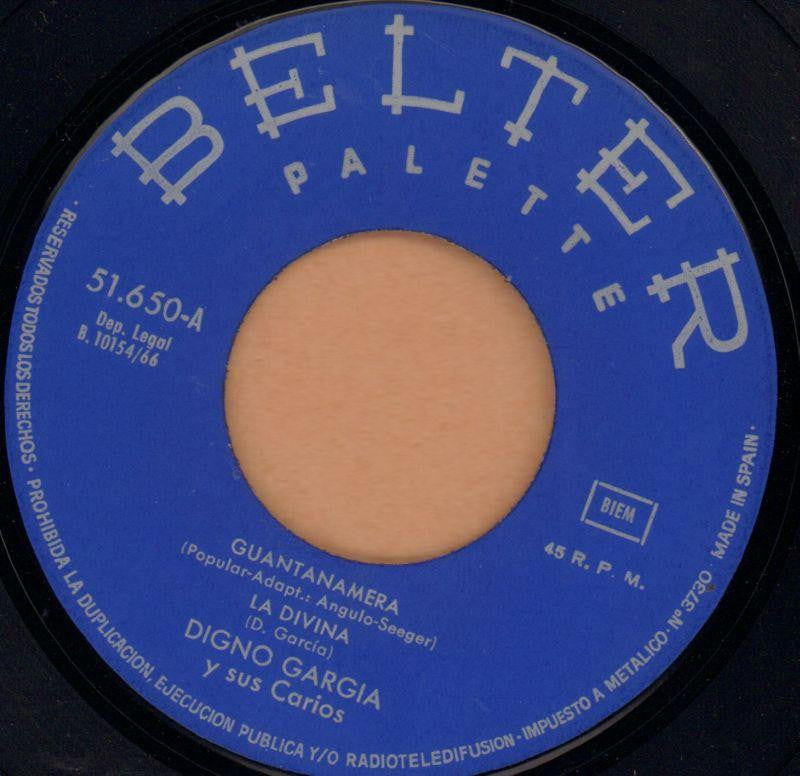 BELTER
PALETTE
51.650-A
Dep. Legal
B. 10154/66
BIEM
45 R. P. M.
GUANTANAMERA
(Popular-Adapt.: Angulo-Seeger)
LA DIVINA
(D. García)
DIGNO GARGIA
y sus Carios
· RESERVADOS TODOS LOS DERECHOS · PROHIBIDA LA DUPLICACION, EJECUCION PUBLICA Y/O RADIOTELEDIFUSION - IMPUESTO A METALICO · Nº 3730 · MADE IN SPAIN ·